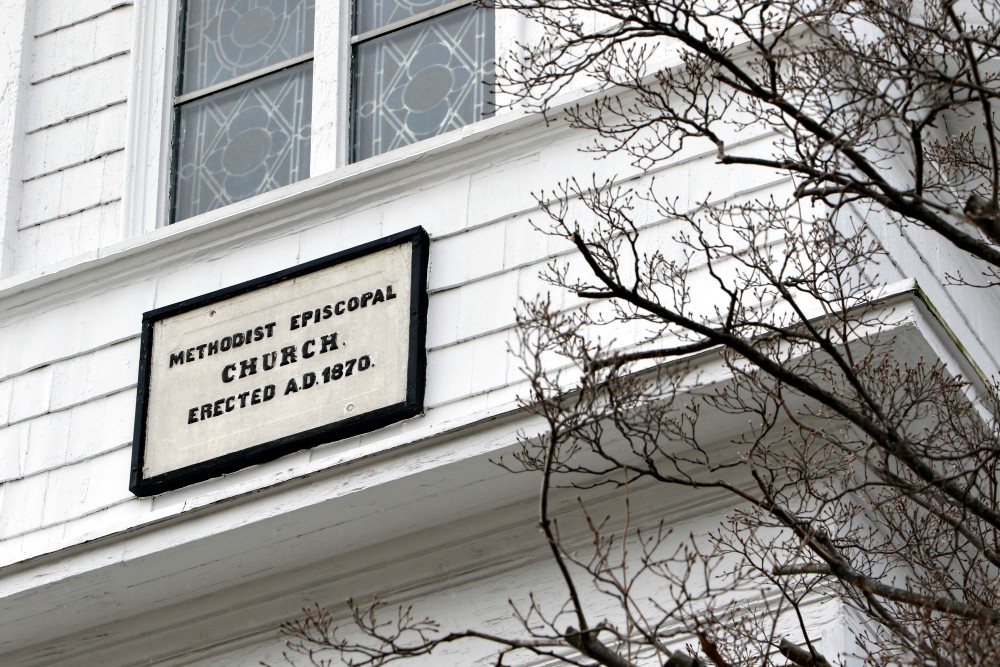 METHODIST EPISCOPAL
CHURCH.
ERECTED A.D. 1870.